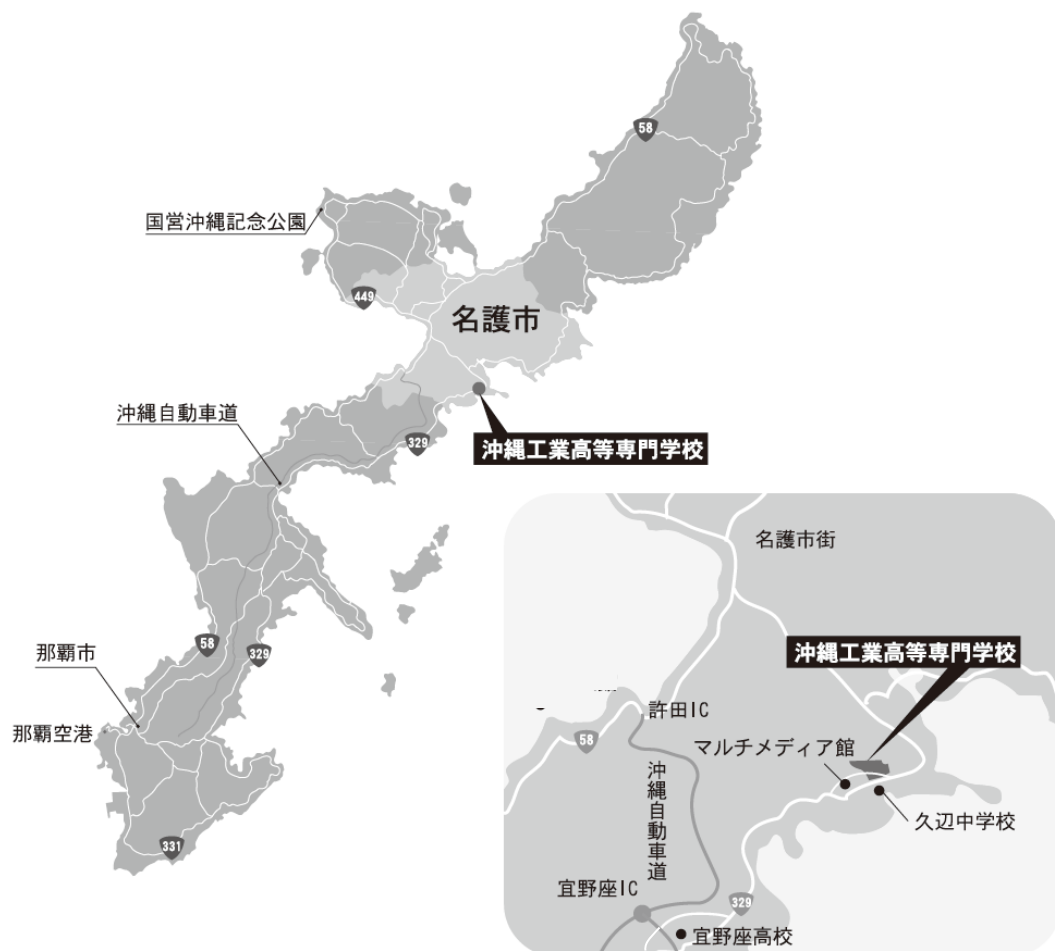 58
国営沖縄記念公園
449
名護市
沖縄自動車道
329
沖縄工業高等専門学校
名護市街
58
329
那覇市
沖縄工業高等専門学校
許田IC
那覇空港
58
マルチメディア館
沖縄自動車道
久辺中学校
331
宜野座IC
329
宜野座高校